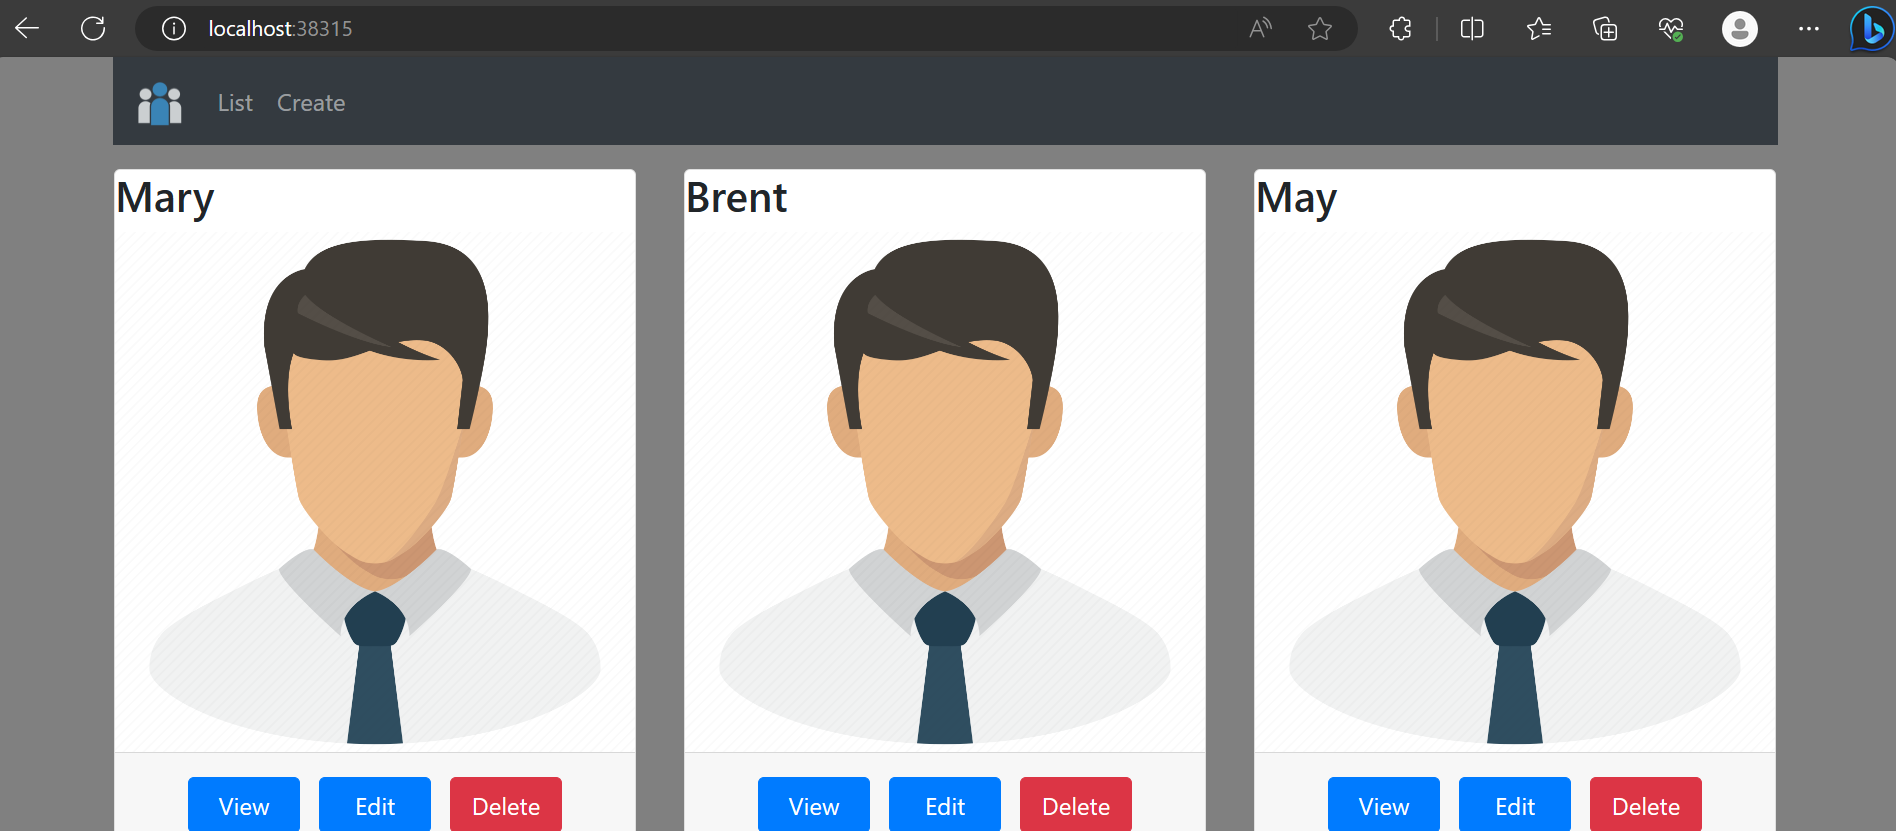 localhost:38315
List Create
Mary
Brent
May
View Edit Delete
View Edit Delete
View Edit Delete